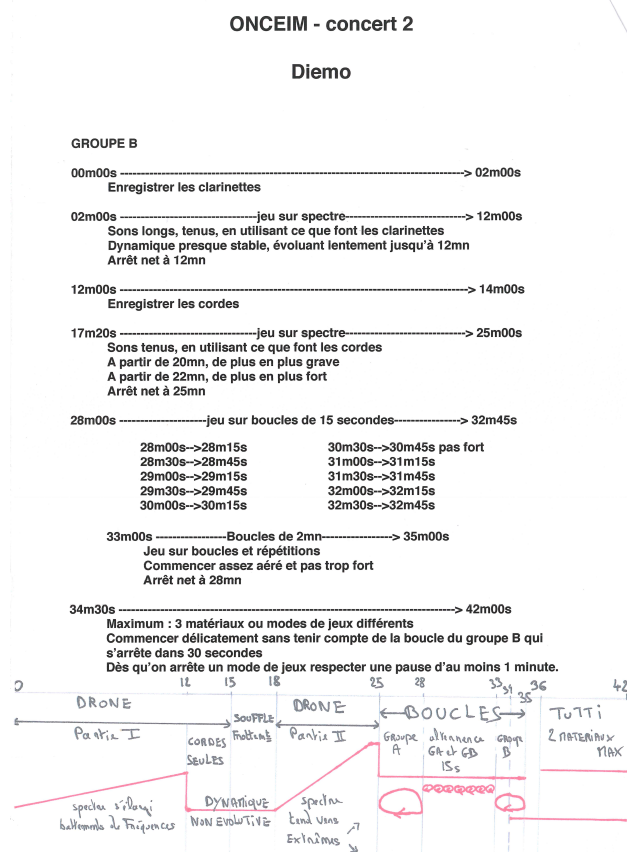 ONCEIM - concert 2
Diemo
GROUPE B
00m00s ------------------------------------------------------------> 02m00s
Enregistrer les clarinettes
02m00s ------------------------jeu sur spectre---------------------> 12m00s
Sons longs, tenus, en utilisant ce que font les clarinettes
Dynamique presque stable, évoluant lentement jusqu'à 12mn
Arrêt net à 12mn
12m00s ------------------------------------------------------------> 14m00s
Enregistrer les cordes
17m20s ------------------------jeu sur spectre---------------------> 25m00s
Sons tenus, en utilisant ce que font les cordes
A partir de 20mn, de plus en plus grave
A partir de 22mn, de plus en plus fort
Arrêt net à 25mn
28m00s ---------------jeu sur boucles de 15 secondes------------> 32m45s
28m00s-->28m15s 30m30s-->30m45s pas fort
28m30s-->28m45s 31m00s-->31m15s
29m00s-->29m15s 31m30s-->31m45s
29m30s-->29m45s 32m00s-->32m15s
30m00s-->30m15s 32m30s-->32m45s
33m00s ------------Boucles de 2mn------------> 35m00s
Jeu sur boucles et répétitions
Commencer assez aéré et pas trop fort
Arrêt net à 28mn
34m30s ------------------------------------------------------------> 42m00s
Maximum : 3 matériaux ou modes de jeux différents
Commencer délicatement sans tenir compte de la boucle du groupe B qui
s'arrête dans 30 secondes
Dès qu'on arrête un mode de jeux respecter une pause d'au moins 1 minute.
0 12 15 18 25 28 33 34 35 36 42
DRONE DRONE BOUCLES TUTTI
Partie I SOUFFLE Frottements Partie II 2 MATERIAUX MAX
CORDES SEULES
Groupe A alternance GA et GB 15s Groupe B
spectre s'élargi DYNAMIQUE spectre
battements de Fréquences NON EVOLUTIVE tend vers
Extrêmes